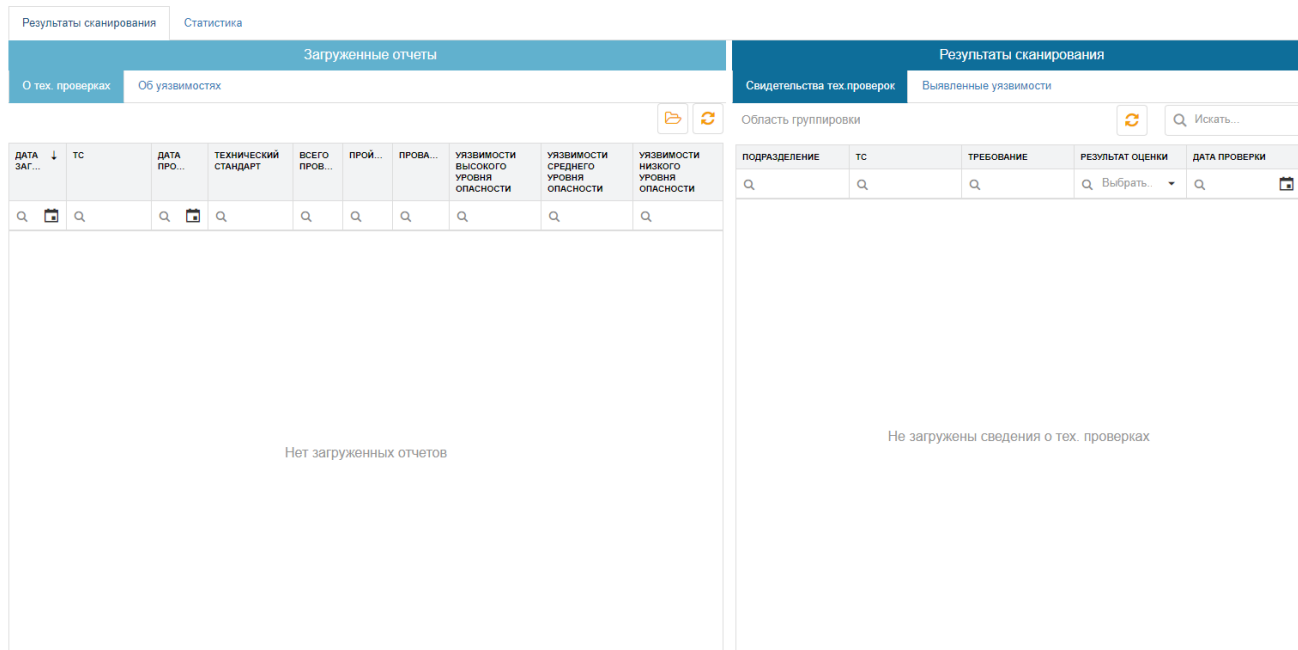 Результаты сканирования Статистика
Загруженные отчеты
О тех. проверках Об уязвимостях
ДАТА ЗАГ... ТС ДАТА ПРО... ТЕХНИЧЕСКИЙ СТАНДАРТ ВСЕГО ПРОВ... ПРОЙ... ПРОВА... УЯЗВИМОСТИ ВЫСОКОГО УРОВНЯ ОПАСНОСТИ УЯЗВИМОСТИ СРЕДНЕГО УРОВНЯ ОПАСНОСТИ УЯЗВИМОСТИ НИЗКОГО УРОВНЯ ОПАСНОСТИ
Нет загруженных отчетов
Результаты сканирования
Свидетельства тех.проверок Выявленные уязвимости
Область группировки Искать...
ПОДРАЗДЕЛЕНИЕ ТС ТРЕБОВАНИЕ РЕЗУЛЬТАТ ОЦЕНКИ ДАТА ПРОВЕРКИ
Выбрать..
Не загружены сведения о тех. проверках